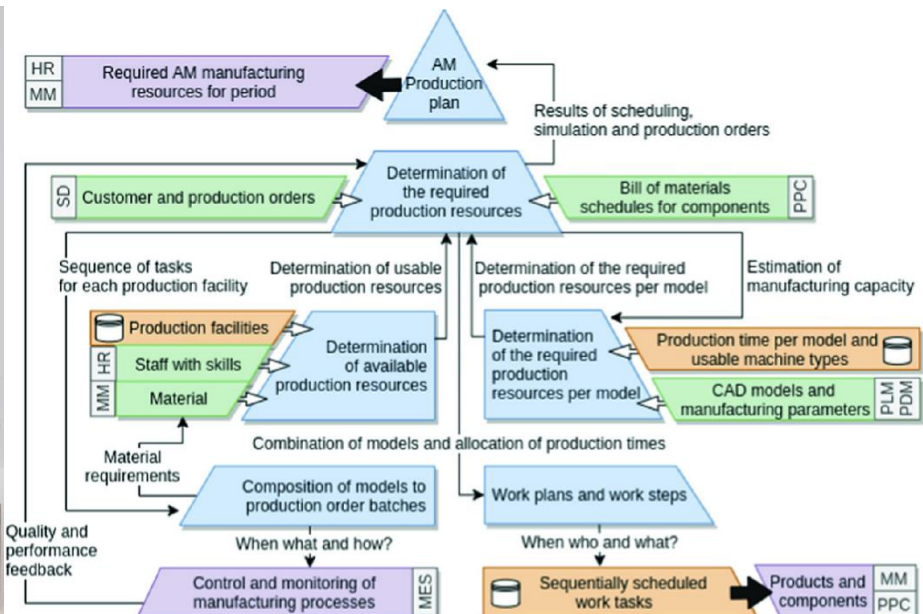 HR
MM
Required AM manufacturing
resources for period
AM
Production
plan
Results of scheduling,
simulation and production orders
SD
Customer and production orders
Determination of
the required
production resources
Bill of materials
schedules for components
PPC
Sequence of tasks
for each production facility
Determination of usable
production resources
Determination of the required
production resources per model
Estimation of
manufacturing capacity
Production facilities
HR
Staff with skills
MM
Material
Determination
of available
production resources
Determination
of the required
production
resources per model
Production time per model and
usable machine types
CAD models and
manufacturing parameters
PLM
PDM
Combination of models and allocation of production times
Material
requirements
Composition of models to
production order batches
Work plans and work steps
Quality and
performance
feedback
When what and how?
When who and what?
Control and monitoring of
manufacturing processes
MES
Sequentially scheduled
work tasks
Products and
components
MM
PPC